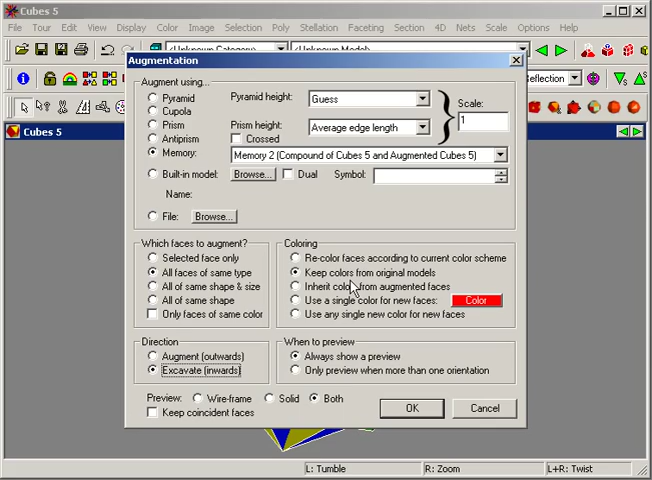 Cubes 5
File Edit Tour View Display Color Image Selection Poly Stellation Faceting Section 4D Nets Scale Options Help
<Unknown Category> <Unknown Model>
Reflection
Cubes 5
Augmentation
Augment using...
Pyramid
Cupola
Prism
Antiprism
Memory:
Built-in model:
File:
Pyramid height: Guess
Prism height: Average edge length
Crossed
Scale:
1
Memory 2 (Compound of Cubes 5 and Augmented Cubes 5)
Browse... Dual Symbol:
Name:
Browse...
Which faces to augment?
Selected face only
All faces of same type
All of same shape & size
All of same shape
Only faces of same color
Coloring
Re-color faces according to current color scheme
Keep colors from original models
Inherit colors from augmented faces
Use a single color for new faces: Color
Use any single new color for new faces
Direction
Augment (outwards)
Excavate (inwards)
When to preview
Always show a preview
Only preview when more than one orientation
Preview: Wire-frame Solid Both
Keep coincident faces
OK Cancel
L: Tumble R: Zoom L+R: Twist